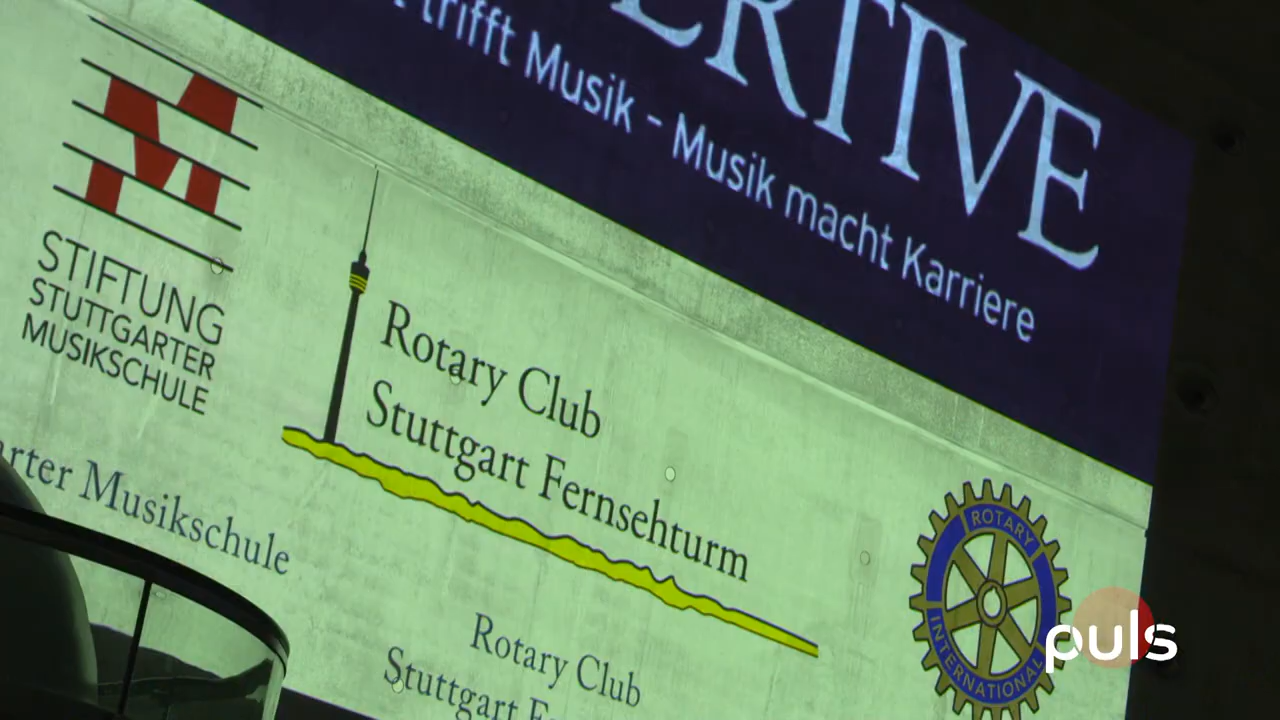 ERTIVE
trifft Musik - Musik macht Karriere
STIFTUNG
STUTTGARTER
MUSIKSCHULE
Rotary Club
Stuttgart Fernsehturm
Musikschule
ROTARY
INTERNATIONAL
Rotary Club
Stuttgart
puls